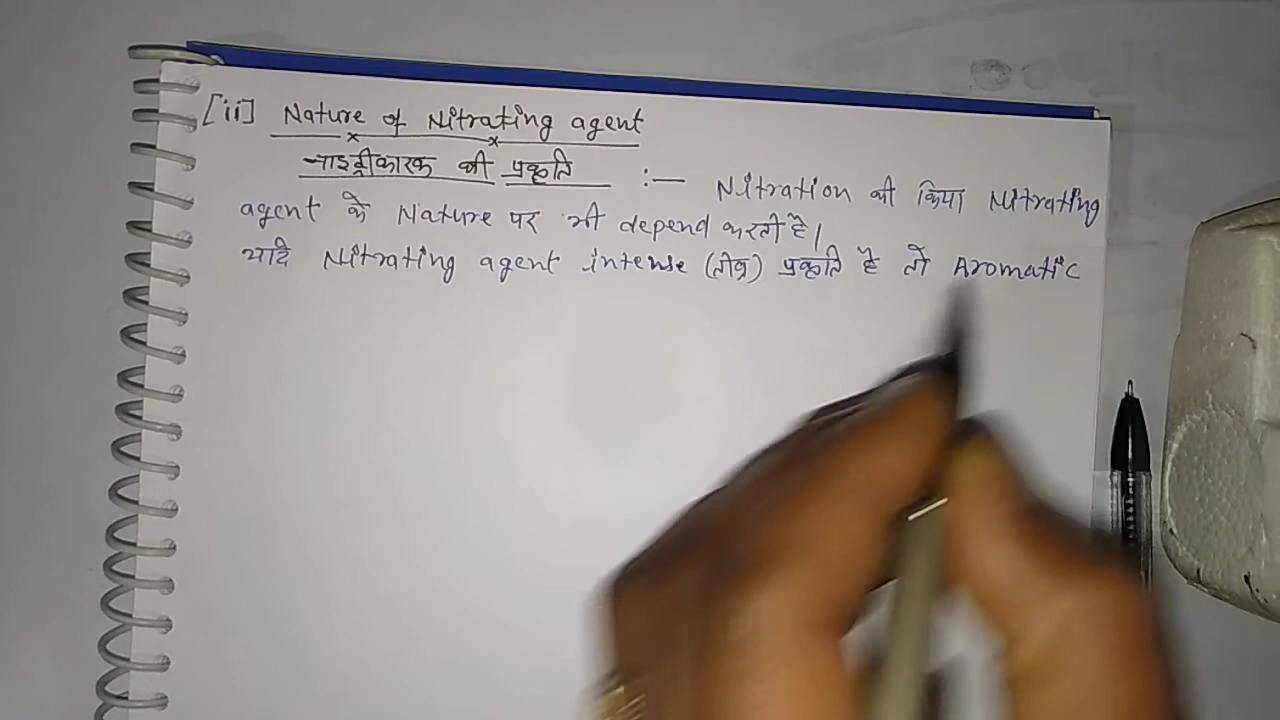 [ii] Nature of Nitrating agent
नाइट्रीकारक की प्रकृति :— Nitration की क्रिया Nitrating
agent के Nature पर भी depend करती है।
यदि Nitrating agent intense (तीव्र) प्रकृति है तो Aromatic